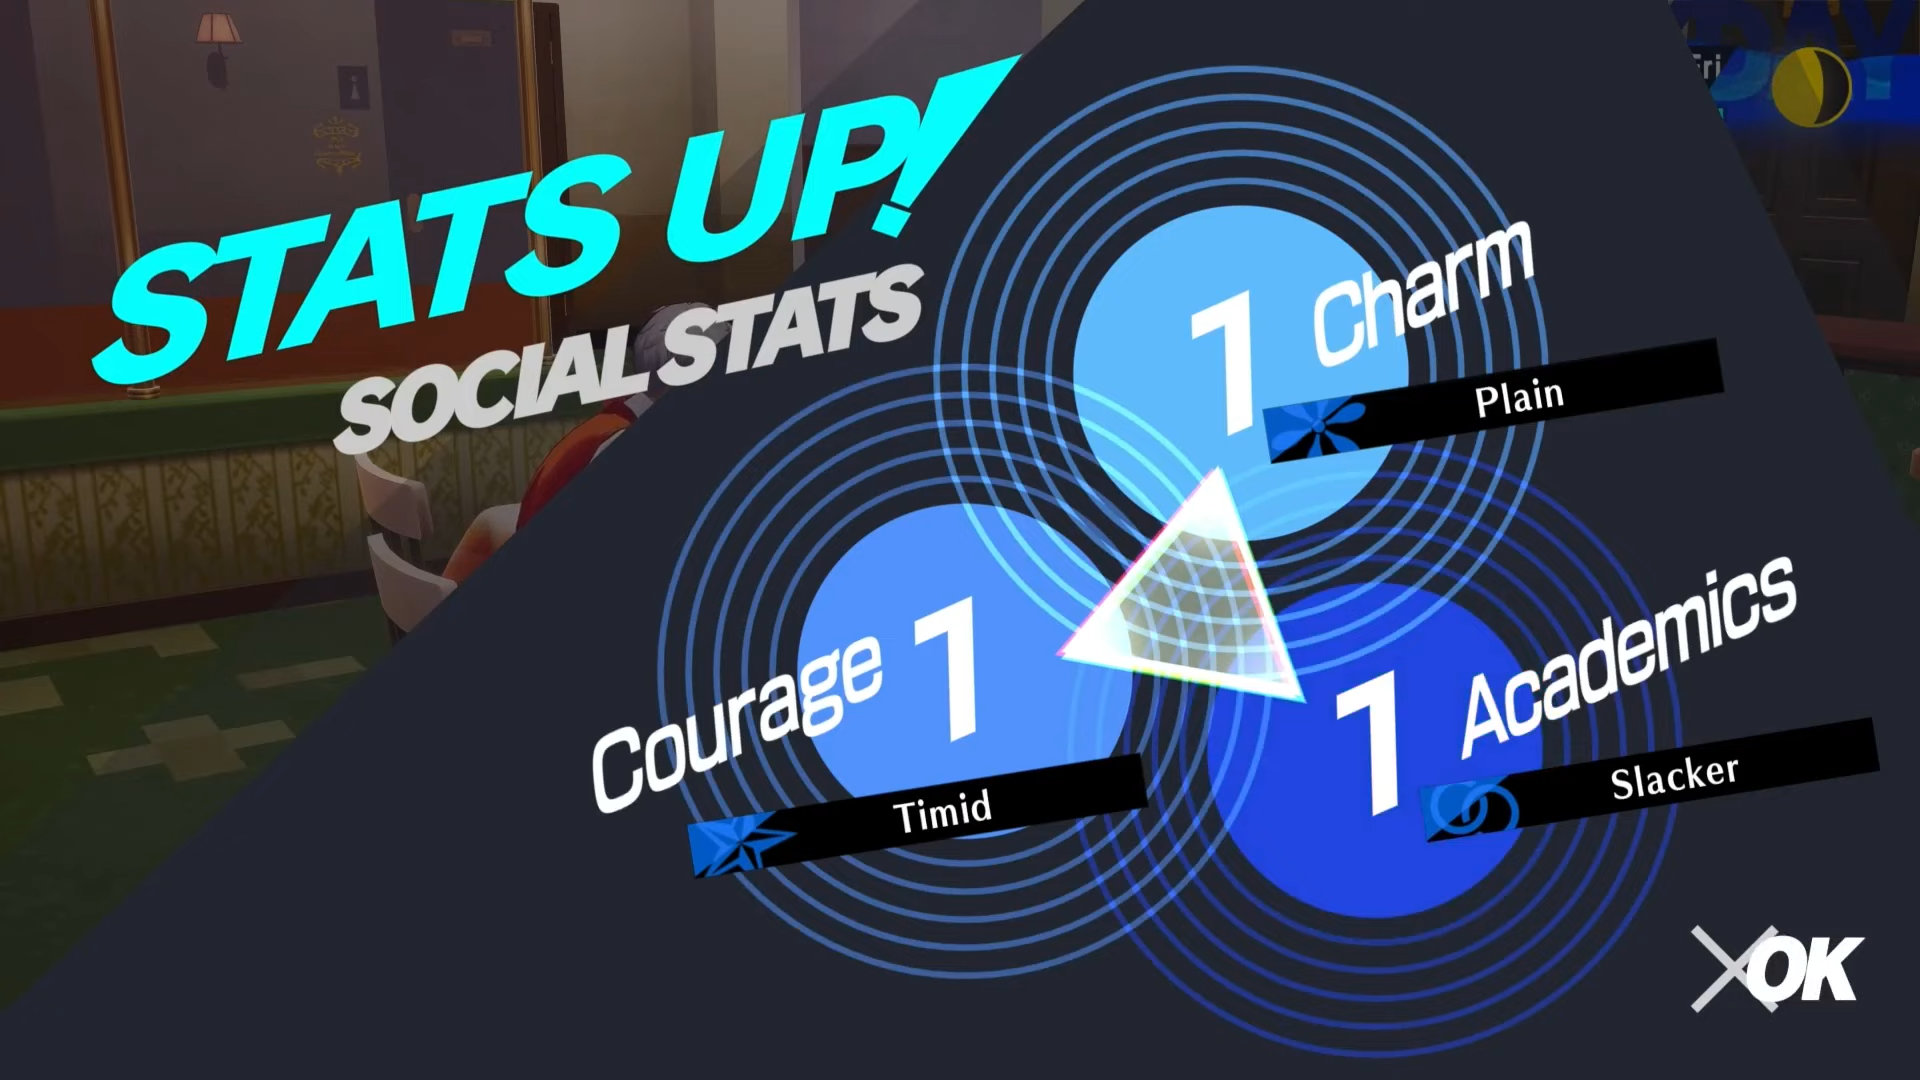 STATS UP!
SOCIAL STATS
1 Charm
Plain
Courage 1
Timid
1 Academics
Slacker
OK